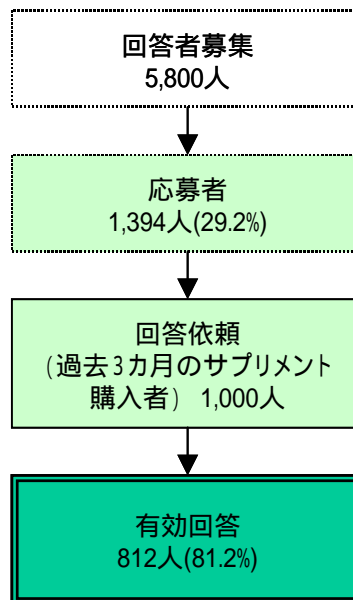 回答者募集
5,800人
応募者
1,394人(29.2%)
回答依頼
(過去3カ月のサプリメント
購入者) 1,000人
有効回答
812人(81.2%)